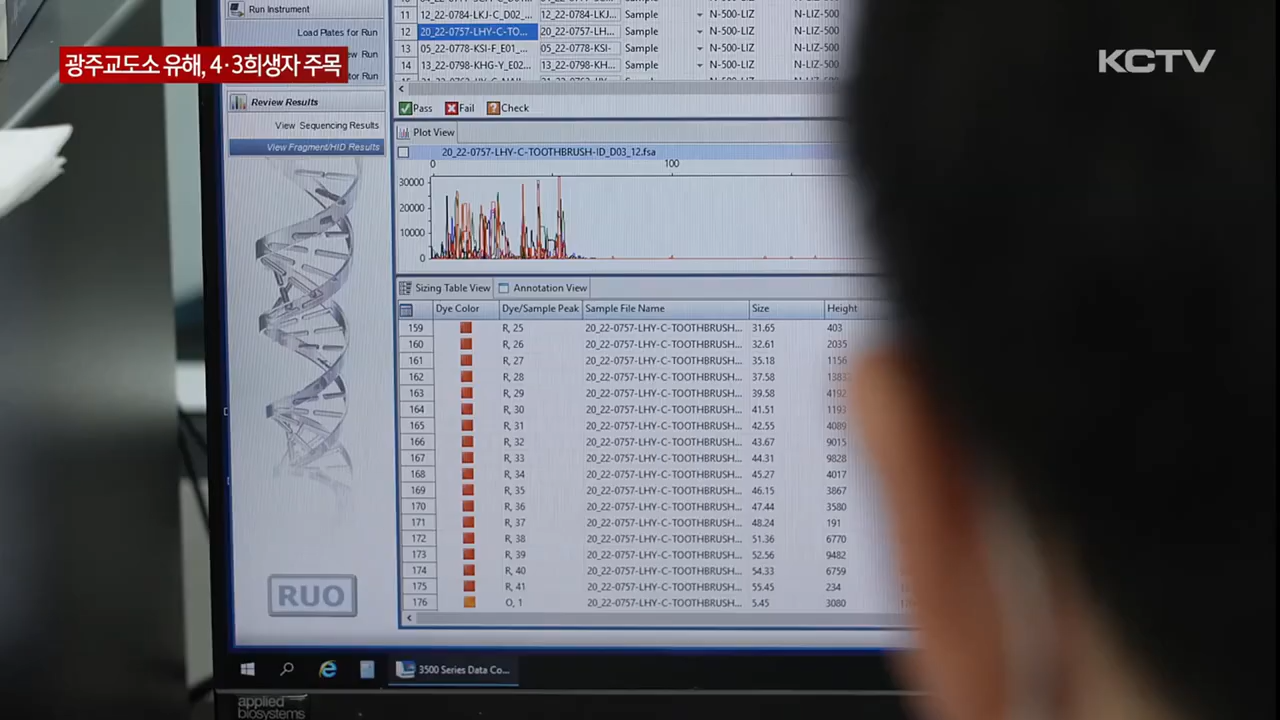 Run Instrument
Load Plates for Run
광주교도소 유해, 4·3희생자 주목
KCTV
Review Results
View Sequencing Results
View Fragment/HID Results
11 12_22-0784-LKJ-C_D02_... 12_22-0784-LKJ... Sample N-500-LIZ N-LIZ-500
12 20_22-0757-LHY-C-TO... 20_22-0757-LH... Sample N-500-LIZ N-LIZ-500
13 05_22-0778-KSI-F_E01_... 05_22-0778-KSI- Sample N-500-LIZ N-LIZ-500
14 13_22-0798-KHG-Y_E02... 13_22-0798-KH... Sample N-500-LIZ N-LIZ-500
Pass Fail Check
Plot View
20_22-0757-LHY-C-TOOTHBRUSH-ID_D03_12.fsa
0 100
30000
20000
10000
0
Sizing Table View Annotation View
Dye Color Dye/Sample Peak Sample File Name Size Height
159 R, 25 20_22-0757-LHY-C-TOOTHBRUSH... 31.65 403
160 R, 26 20_22-0757-LHY-C-TOOTHBRUSH... 32.61 2035
161 R, 27 20_22-0757-LHY-C-TOOTHBRUSH... 35.18 1156
162 R, 28 20_22-0757-LHY-C-TOOTHBRUSH... 37.58 13833
163 R, 29 20_22-0757-LHY-C-TOOTHBRUSH... 39.58 4192
164 R, 30 20_22-0757-LHY-C-TOOTHBRUSH... 41.51 1193
165 R, 31 20_22-0757-LHY-C-TOOTHBRUSH... 42.55 4089
166 R, 32 20_22-0757-LHY-C-TOOTHBRUSH... 43.67 9015
167 R, 33 20_22-0757-LHY-C-TOOTHBRUSH... 44.31 9828
168 R, 34 20_22-0757-LHY-C-TOOTHBRUSH... 45.27 4017
169 R, 35 20_22-0757-LHY-C-TOOTHBRUSH... 46.15 3867
170 R, 36 20_22-0757-LHY-C-TOOTHBRUSH... 47.44 3580
171 R, 37 20_22-0757-LHY-C-TOOTHBRUSH... 48.24 191
172 R, 38 20_22-0757-LHY-C-TOOTHBRUSH... 51.36 6770
173 R, 39 20_22-0757-LHY-C-TOOTHBRUSH... 52.56 9482
174 R, 40 20_22-0757-LHY-C-TOOTHBRUSH... 54.33 6759
175 R, 41 20_22-0757-LHY-C-TOOTHBRUSH... 55.45 234
176 O, 1 20_22-0757-LHY-C-TOOTHBRUSH... 5.45 3080
RUO
3500 Series Data Co...
applied
biosystems